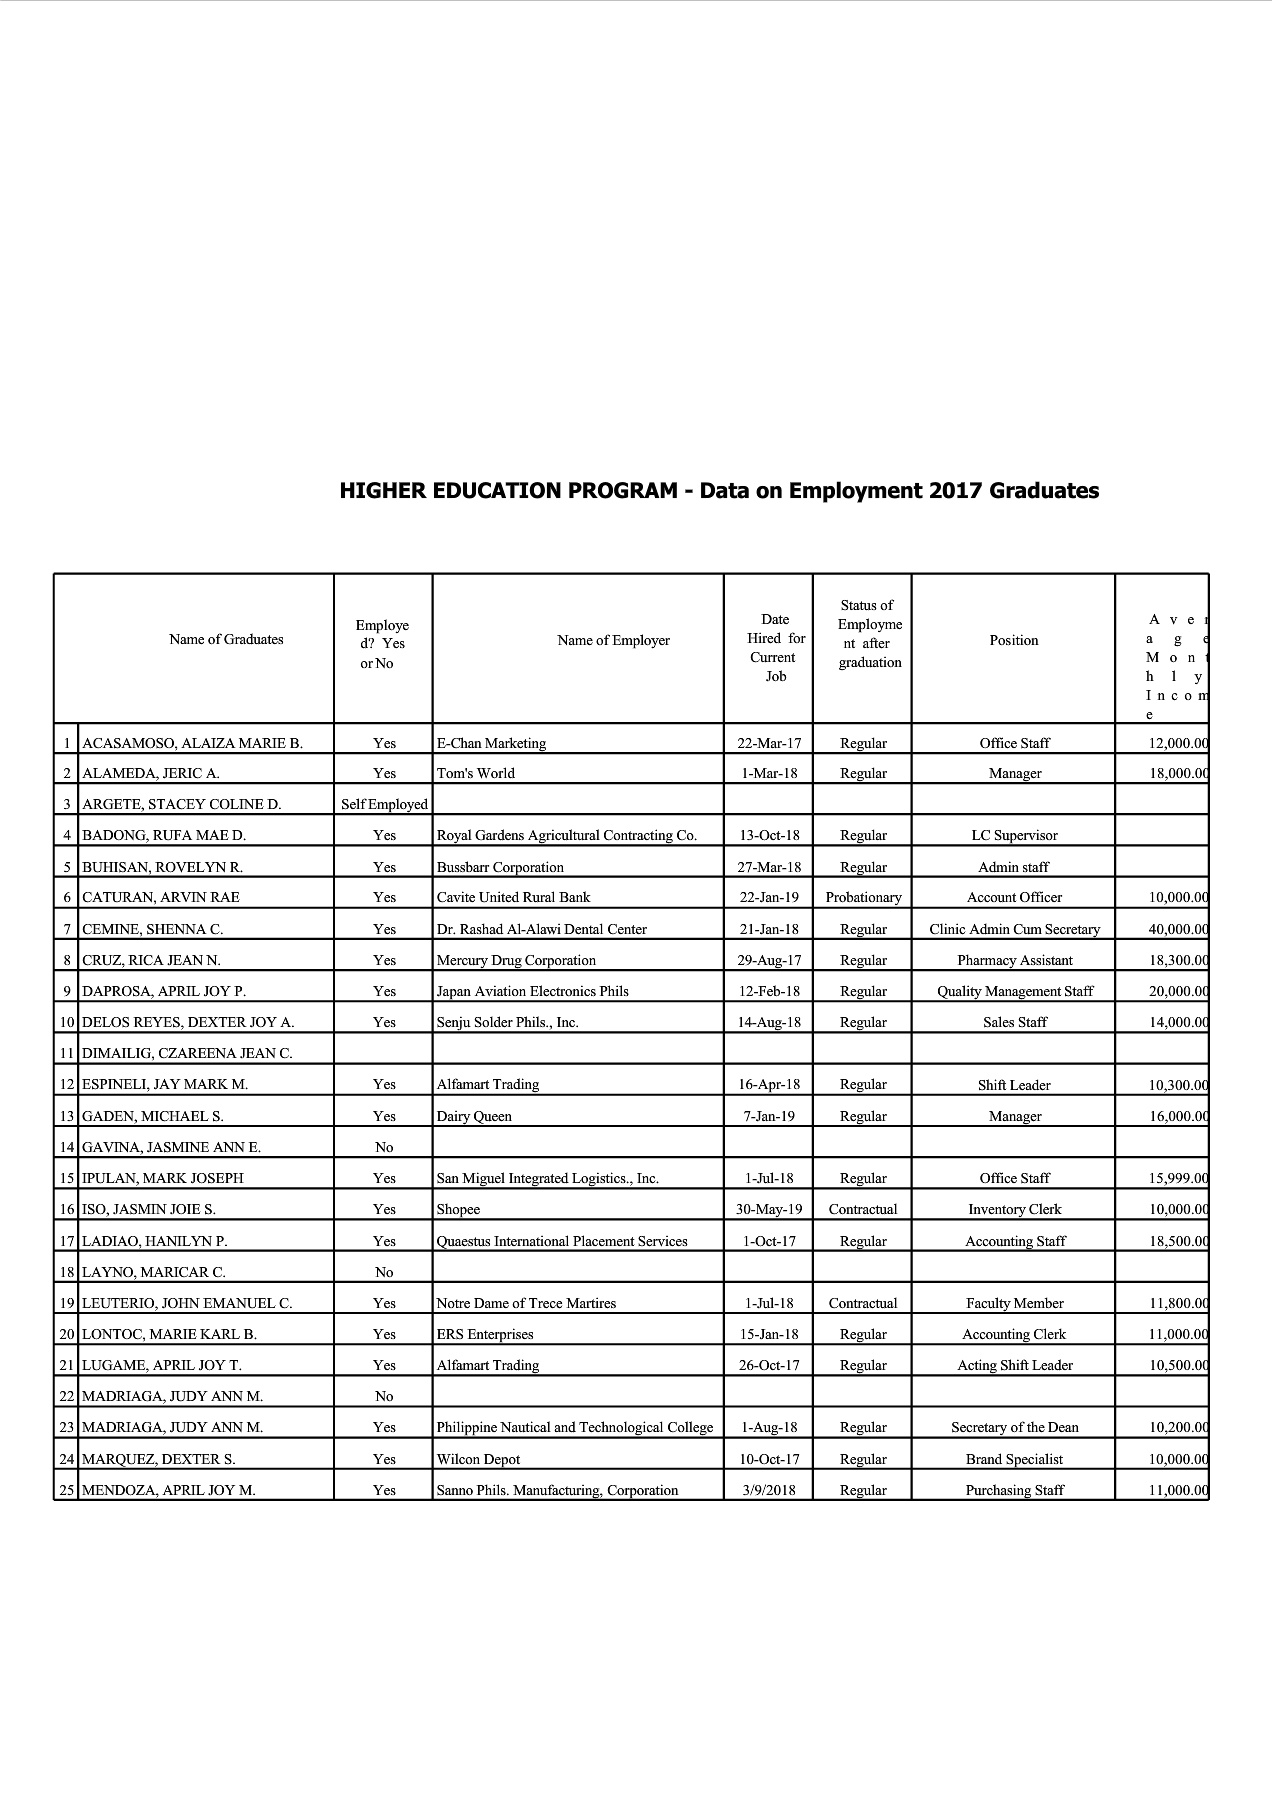 HIGHER EDUCATION PROGRAM - Data on Employment 2017 Graduates
Name of Graduates Employe d? Yes or No Name of Employer Date Hired for Current Job Status of Employme nt after graduation Position Average Monthly Income
1 ACASAMOSO, ALAIZA MARIE B. Yes E-Chan Marketing 22-Mar-17 Regular Office Staff 12,000.00
2 ALAMEDA, JERIC A. Yes Tom's World 1-Mar-18 Regular Manager 18,000.00
3 ARGETE, STACEY COLINE D. Self Employed
4 BADONG, RUFA MAE D. Yes Royal Gardens Agricultural Contracting Co. 13-Oct-18 Regular LC Supervisor
5 BUHISAN, ROVELYN R. Yes Bussbarr Corporation 27-Mar-18 Regular Admin staff
6 CATURAN, ARVIN RAE Yes Cavite United Rural Bank 22-Jan-19 Probationary Account Officer 10,000.00
7 CEMINE, SHENNA C. Yes Dr. Rashad Al-Alawi Dental Center 21-Jan-18 Regular Clinic Admin Cum Secretary 40,000.00
8 CRUZ, RICA JEAN N. Yes Mercury Drug Corporation 29-Aug-17 Regular Pharmacy Assistant 18,300.00
9 DAPROSA, APRIL JOY P. Yes Japan Aviation Electronics Phils 12-Feb-18 Regular Quality Management Staff 20,000.00
10 DELOS REYES, DEXTER JOY A. Yes Senju Solder Phils., Inc. 14-Aug-18 Regular Sales Staff 14,000.00
11 DIMAILIG, CZAREENA JEAN C.
12 ESPINELI, JAY MARK M. Yes Alfamart Trading 16-Apr-18 Regular Shift Leader 10,300.00
13 GADEN, MICHAEL S. Yes Dairy Queen 7-Jan-19 Regular Manager 16,000.00
14 GAVINA, JASMINE ANN E. No
15 IPULAN, MARK JOSEPH Yes San Miguel Integrated Logistics., Inc. 1-Jul-18 Regular Office Staff 15,999.00
16 ISO, JASMIN JOIE S. Yes Shopee 30-May-19 Contractual Inventory Clerk 10,000.00
17 LADIAO, HANILYN P. Yes Quaestus International Placement Services 1-Oct-17 Regular Accounting Staff 18,500.00
18 LAYNO, MARICAR C. No
19 LEUTERIO, JOHN EMANUEL C. Yes Notre Dame of Trece Martires 1-Jul-18 Contractual Faculty Member 11,800.00
20 LONTOC, MARIE KARL B. Yes ERS Enterprises 15-Jan-18 Regular Accounting Clerk 11,000.00
21 LUGAME, APRIL JOY T. Yes Alfamart Trading 26-Oct-17 Regular Acting Shift Leader 10,500.00
22 MADRIAGA, JUDY ANN M. No
23 MADRIAGA, JUDY ANN M. Yes Philippine Nautical and Technological College 1-Aug-18 Regular Secretary of the Dean 10,200.00
24 MARQUEZ, DEXTER S. Yes Wilcon Depot 10-Oct-17 Regular Brand Specialist 10,000.00
25 MENDOZA, APRIL JOY M. Yes Sanno Phils. Manufacturing, Corporation 3/9/2018 Regular Purchasing Staff 11,000.00